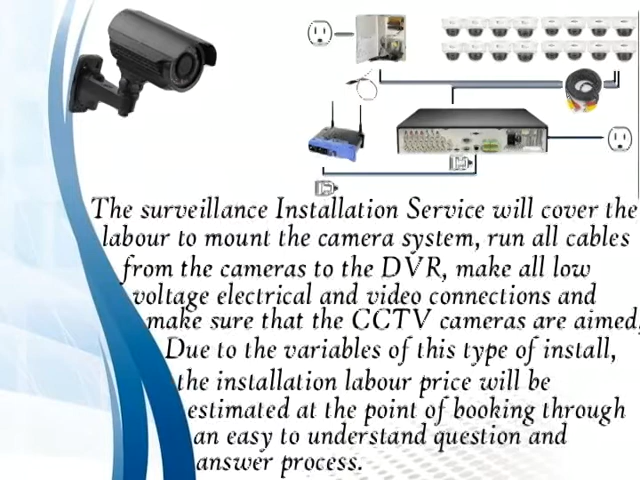 The surveillance Installation Service will cover the
labour to mount the camera system, run all cables
from the cameras to the DVR, make all low
voltage electrical and video connections and
make sure that the CCTV cameras are aimed,
Due to the variables of this type of install,
the installation labour price will be
estimated at the point of booking through
an easy to understand question and
answer process.